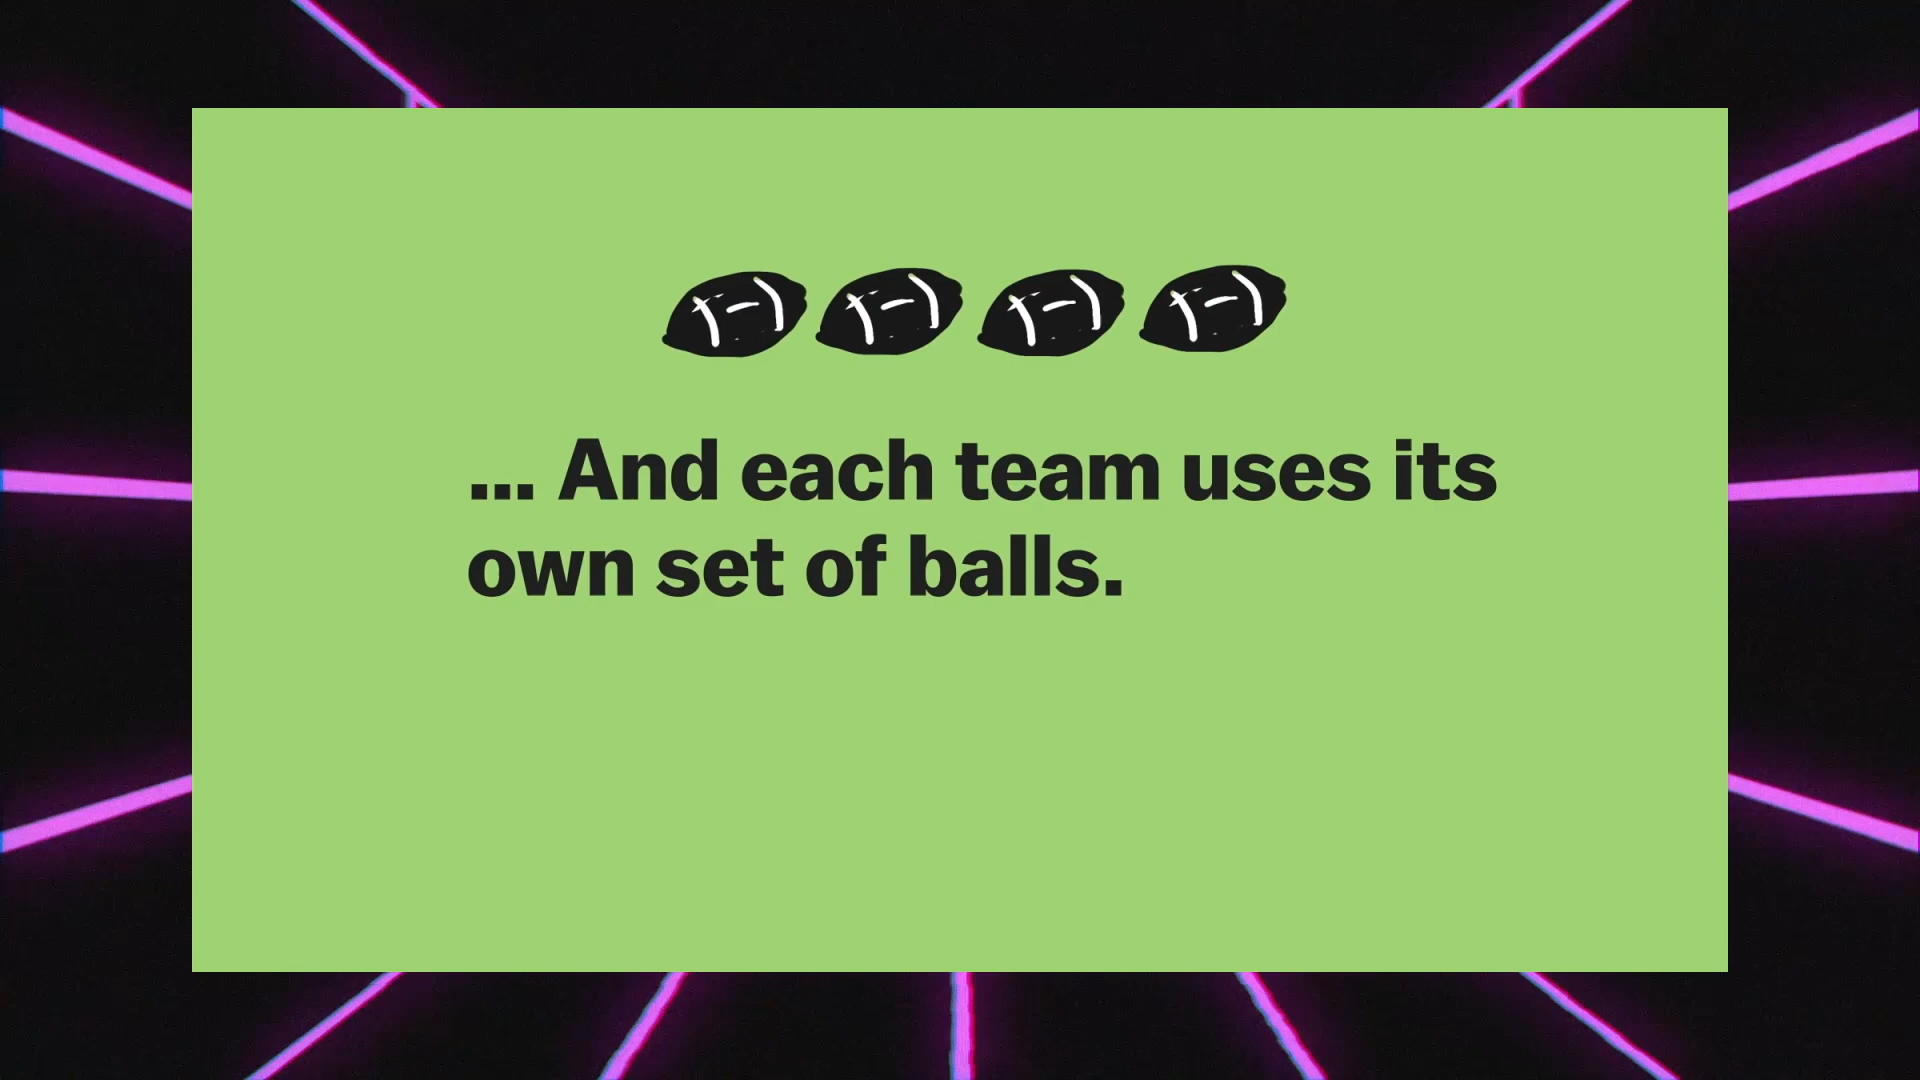 ... And each team uses its
own set of balls.